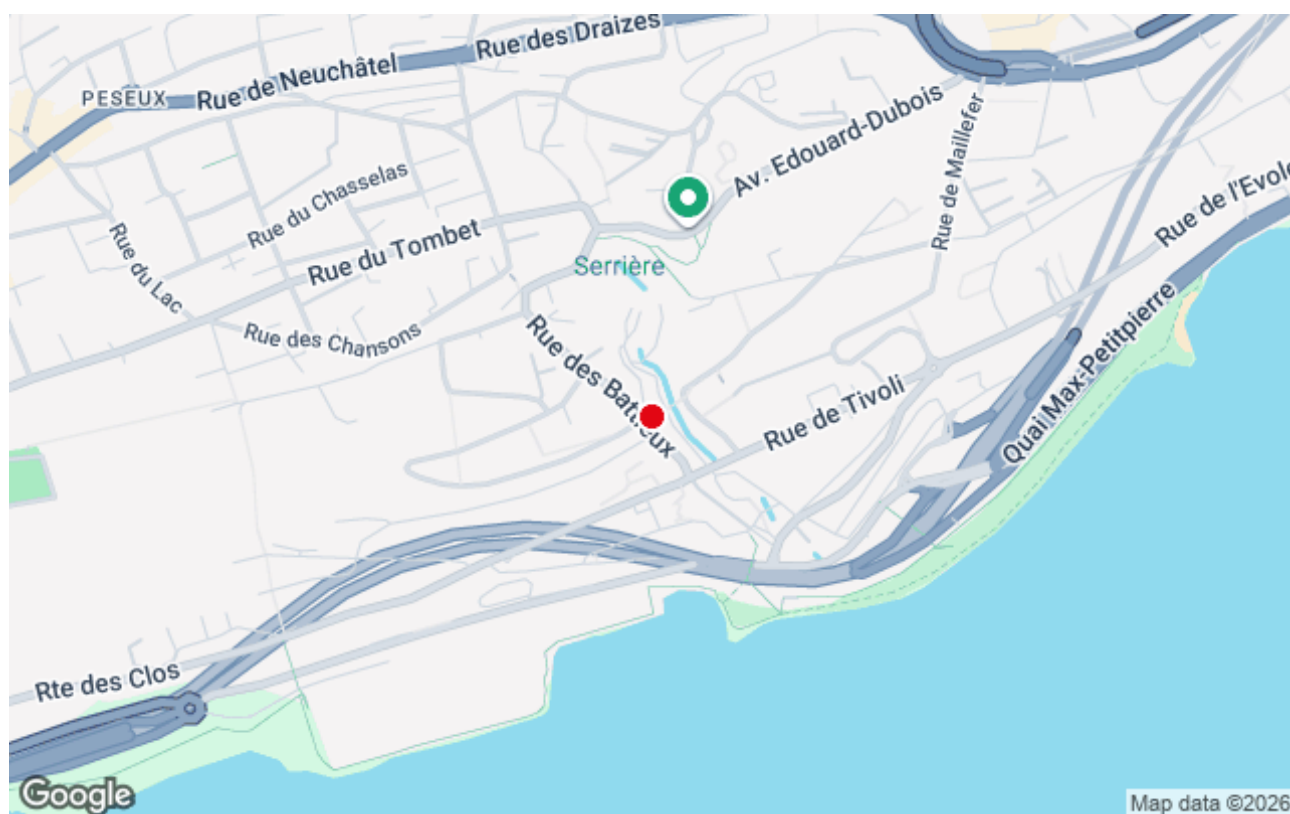 Rue des Draizes
Rue de Neuchâtel
PESEUX
Av. Edouard-Dubois
Rue de Maillefer
Rue de l'Evole
Rue du Chasselas
Rue du Tombet
Rue du Lac
Serrière
Rue des Chansons
Rue des Battieux
Rue de Tivoli
Quai Max-Petitpierre
Rte des Clos
Google
Map data ©2026